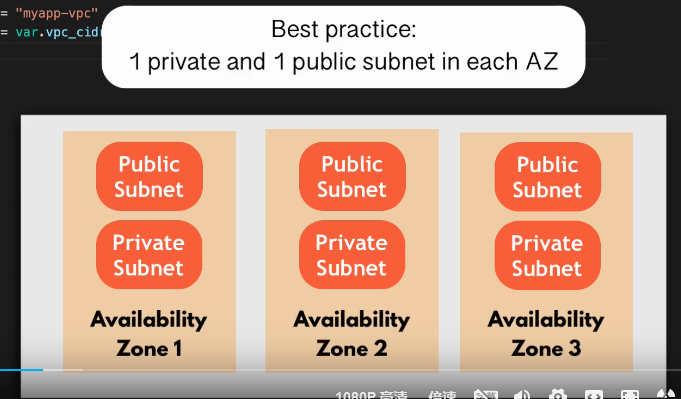 = "myapp-vpc"
= var.vpc_cid
Best practice:
1 private and 1 public subnet in each AZ
Public
Subnet
Private
Subnet
Availability
Zone 1
Public
Subnet
Private
Subnet
Availability
Zone 2
Public
Subnet
Private
Subnet
Availability
Zone 3
1080P 高清
倍速